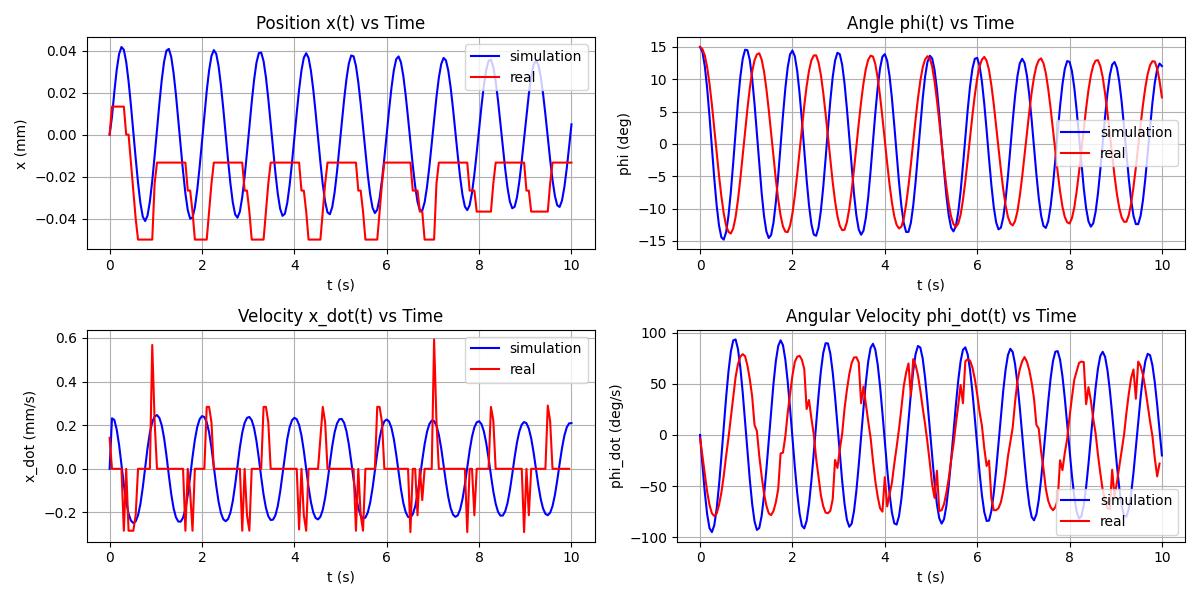 Position x(t) vs Time
x (mm)
0.04
0.02
0.00
−0.02
−0.04
simulation
real
0 2 4 6 8 10
t (s)
Angle phi(t) vs Time
phi (deg)
15
10
5
0
−5
−10
−15
simulation
real
0 2 4 6 8 10
t (s)
Velocity x_dot(t) vs Time
x_dot (mm/s)
0.6
0.4
0.2
0.0
−0.2
simulation
real
0 2 4 6 8 10
t (s)
Angular Velocity phi_dot(t) vs Time
phi_dot (deg/s)
100
50
0
−50
−100
simulation
real
0 2 4 6 8 10
t (s)